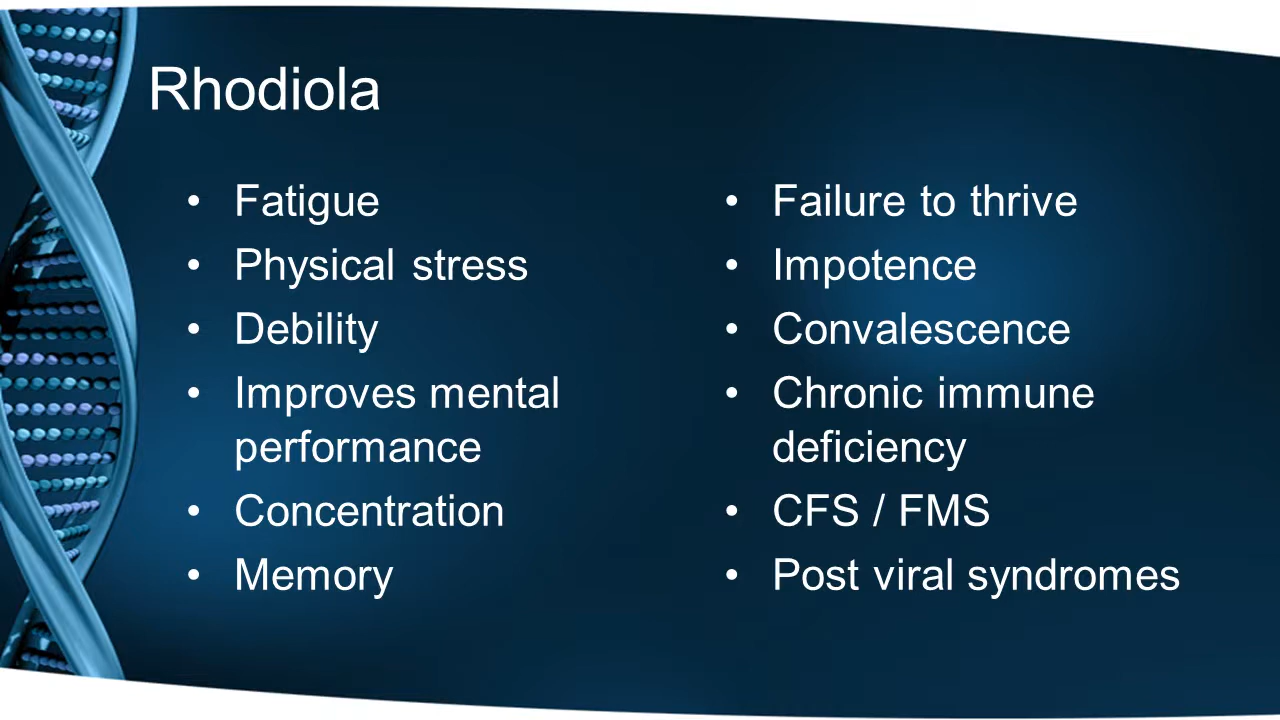 Rhodiola
• Fatigue
• Physical stress
• Debility
• Improves mental
performance
• Concentration
• Memory
• Failure to thrive
• Impotence
• Convalescence
• Chronic immune
deficiency
• CFS / FMS
• Post viral syndromes